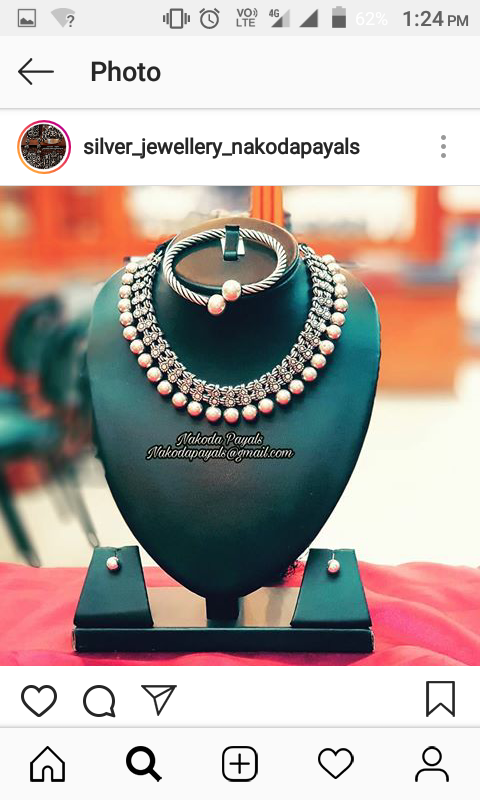 VO))
LTE
4G
62%
1:24 PM
Photo
silver_jewellery_nakodapayals
Nakoda Payals
Nakodapayals@gmail.com